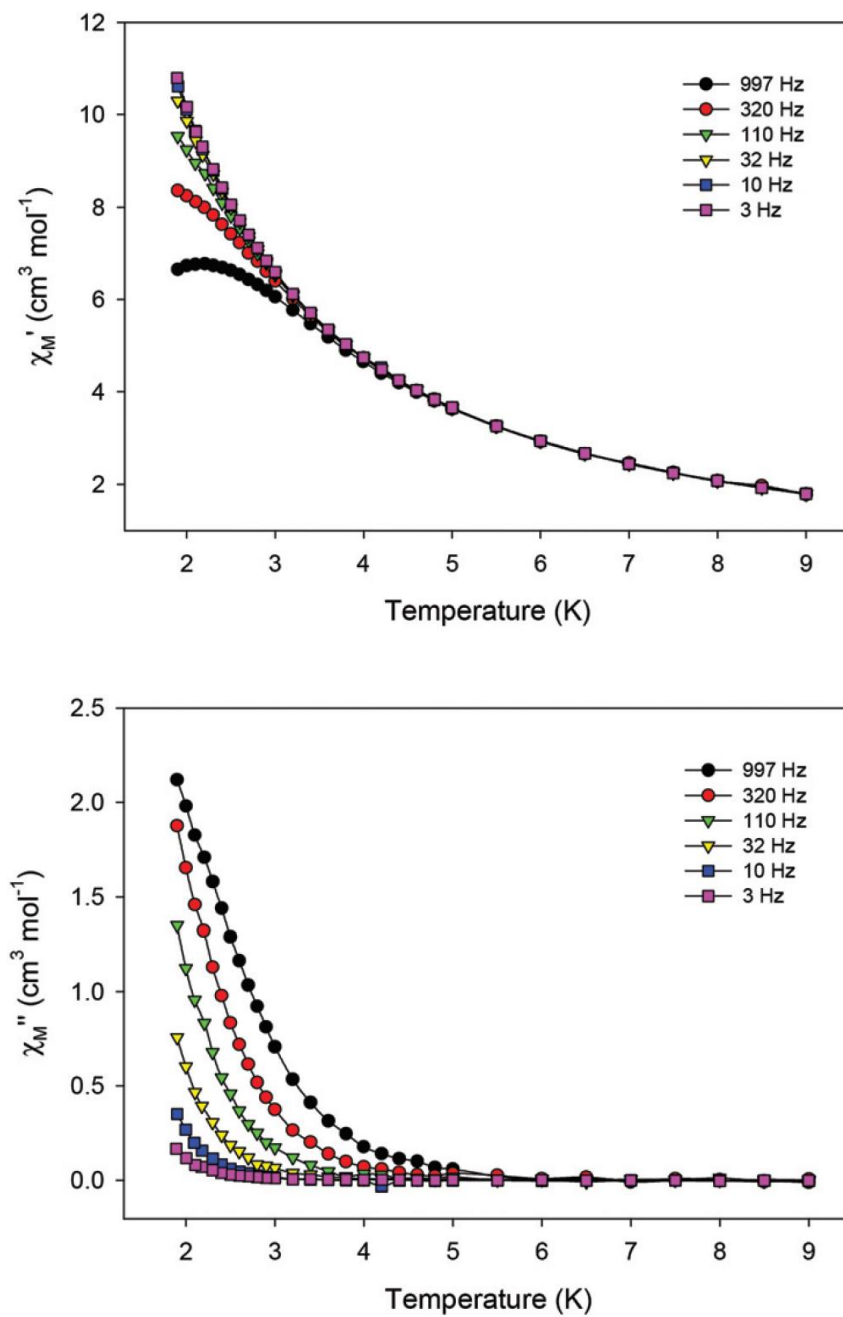 12
10
8
6
4
2
χM' (cm³ mol⁻¹)
997 Hz
320 Hz
110 Hz
32 Hz
10 Hz
3 Hz
2 3 4 5 6 7 8 9
Temperature (K)
2.5
2.0
1.5
1.0
0.5
0.0
χM'' (cm³ mol⁻¹)
997 Hz
320 Hz
110 Hz
32 Hz
10 Hz
3 Hz
2 3 4 5 6 7 8 9
Temperature (K)